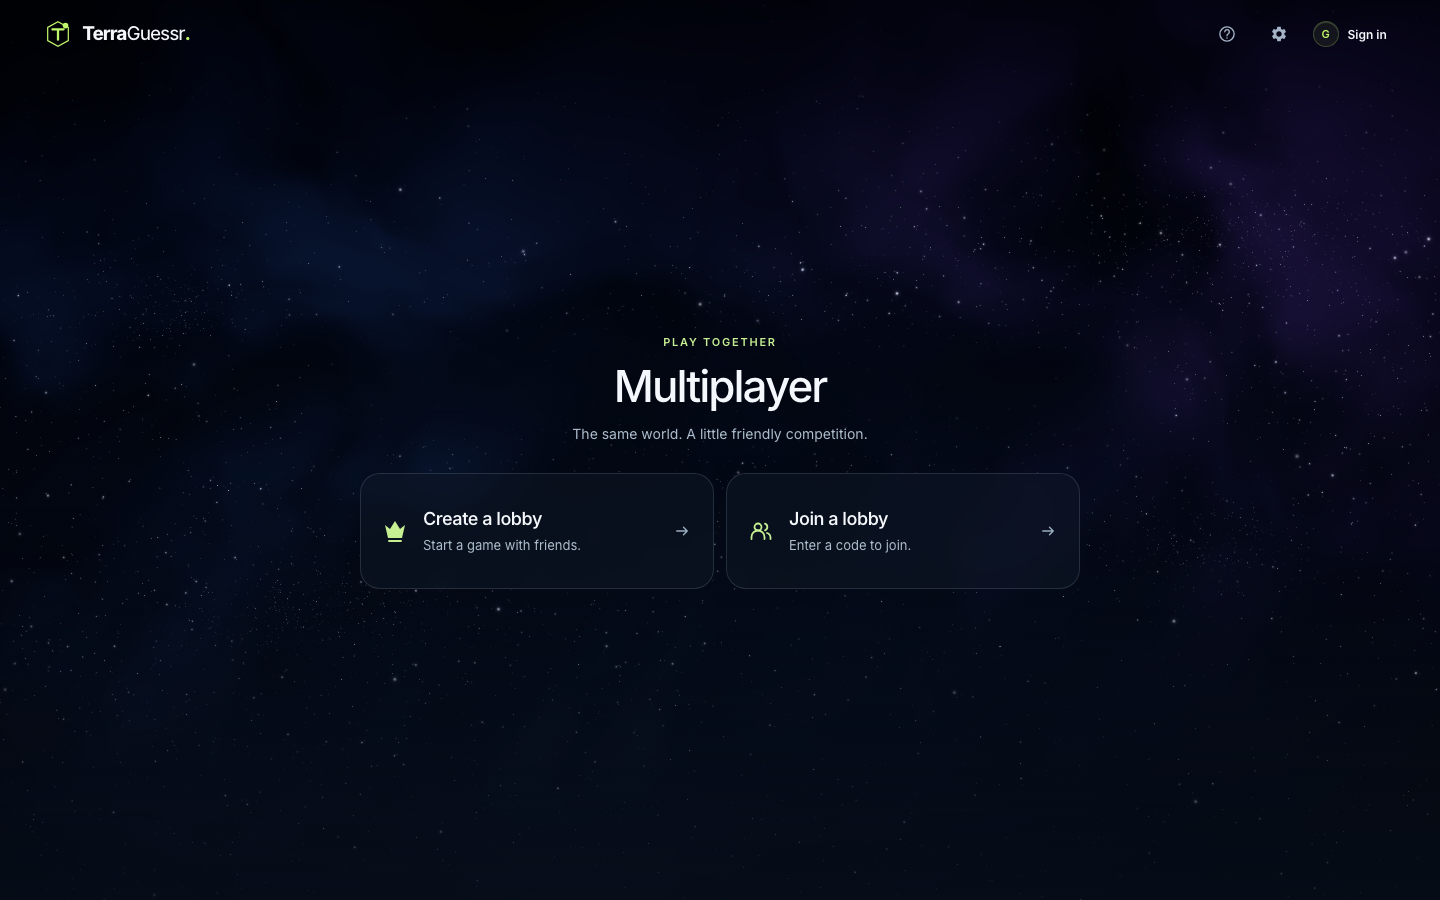 TerraGuessr.
G Sign in
PLAY TOGETHER
Multiplayer
The same world. A little friendly competition.
Create a lobby
Start a game with friends.
Join a lobby
Enter a code to join.